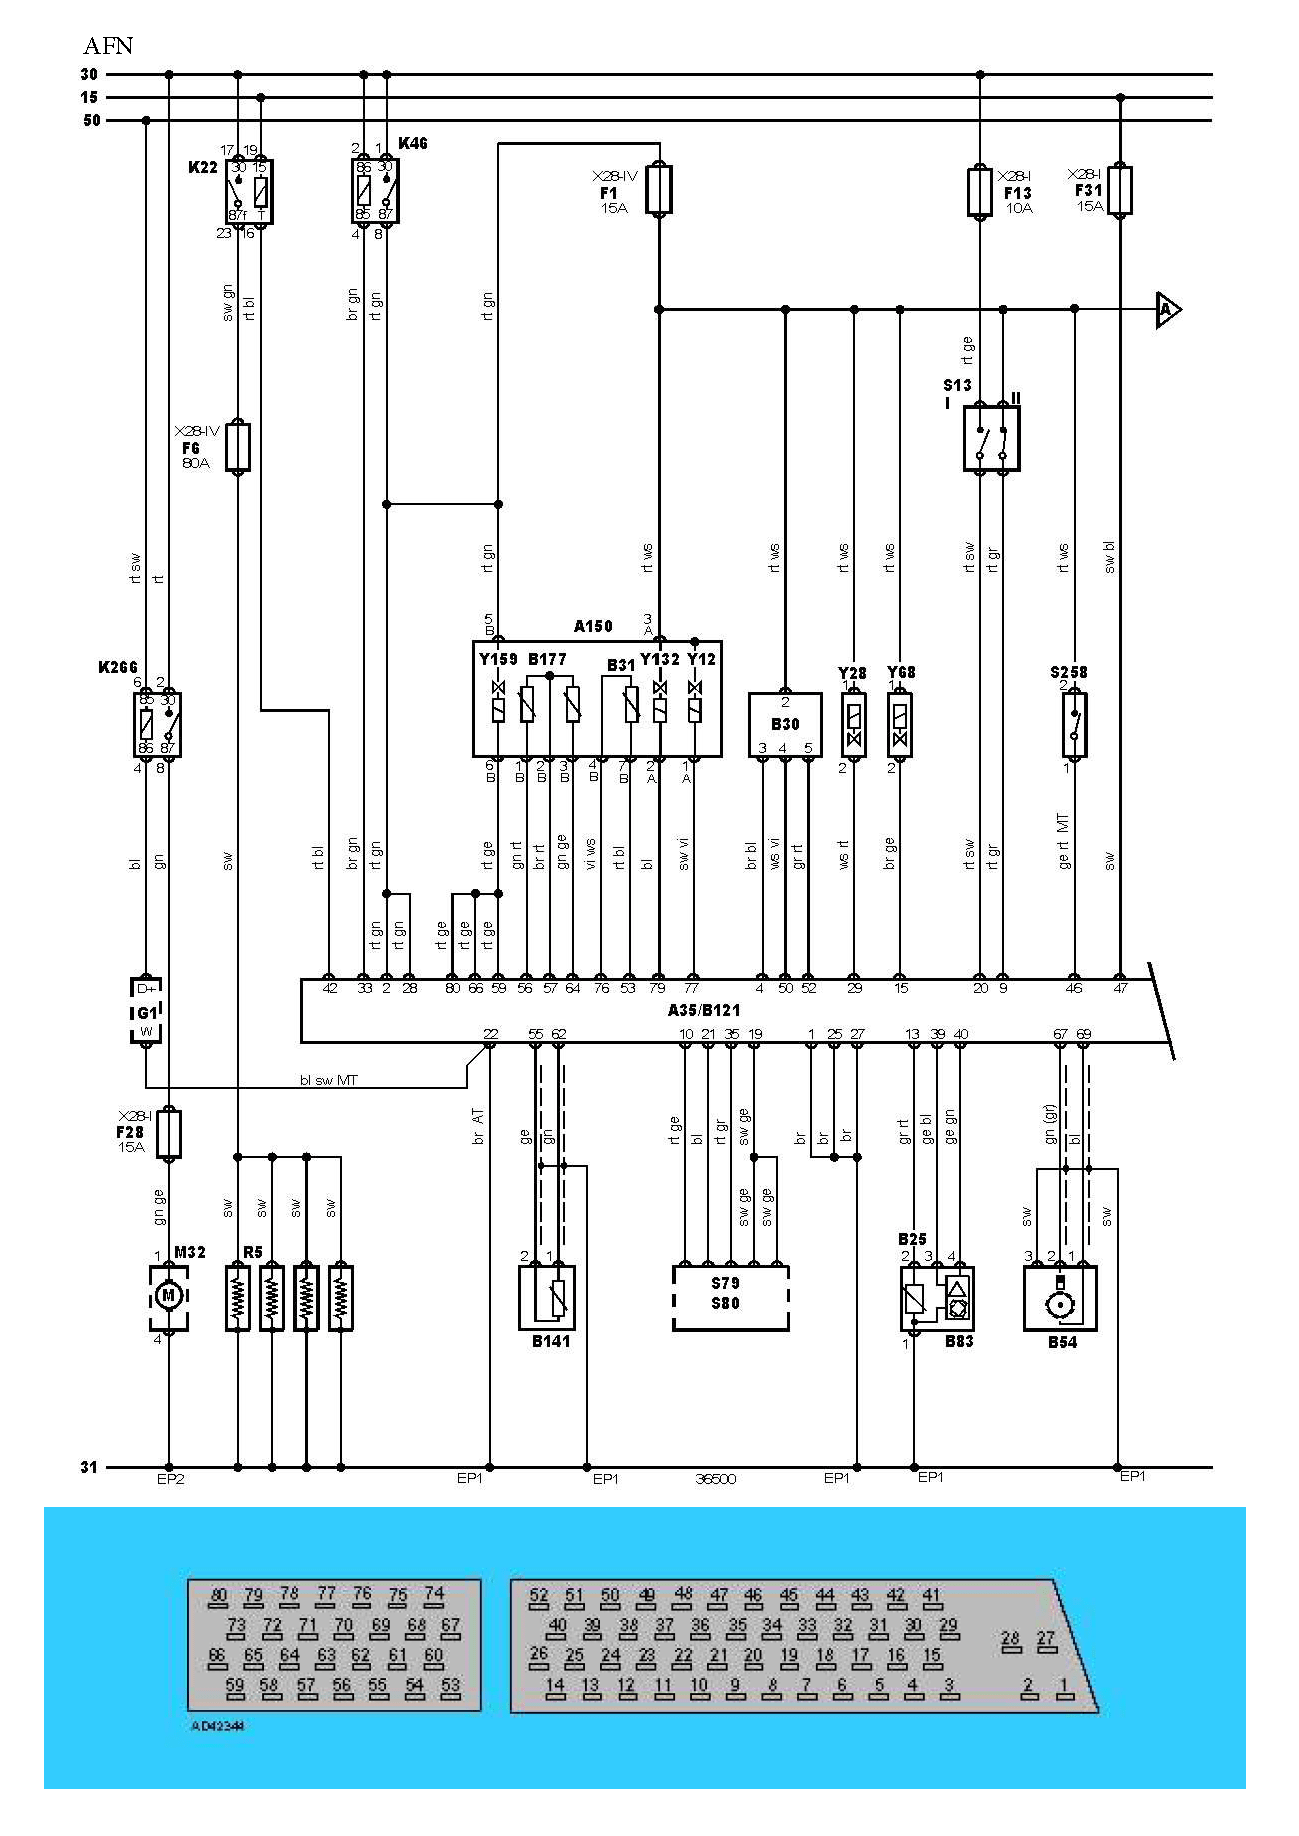 AFN
30
15
50
17 19
K22
30 15
87f T
23 16
2 1
K46
86 30
85 87
4 8
X28-IV
F1
15A
X28-I
F13
10A
X28-I
F31
15A
sw gn
rt bl
br gn
rt gn
rt gn
A
rt ge
S13
I
II
X28-IV
F6
80A
rt sw
rt
rt gn
rt ws
rt ws
rt ws
rt ws
rt sw
rt gr
rt ws
sw bl
5
B
A150
3
A
K266
6 2
85 30
86 87
4 8
Y159 B177 B31 Y132 Y12
B30
2
3 4 5
Y28
1
2
Y68
1
2
S258
2
1
6 1 2 3 4 7 2 1
B B B B B B A A
bl
gn
sw
rt bl
br gn
rt gn
rt ge
gn rt
br rt
gn ge
vi ws
rt bl
bl
sw vi
br bl
ws vi
gr rt
ws rt
br ge
rt sw
rt gr
ge rt MT
sw
rt gn
rt gn
rt ge
rt ge
rt ge
D+
G1
W
42 33 2 28 80 66 59 56 57 64 76 53 79 77 4 50 52 29 15 20 9 46 47
A35/B121
22 55 62 10 21 35 19 1 25 27 13 39 40 67 69
bl sw MT
X28-I
F28
15A
br AT
ge
gn
rt ge
bl
rt gr
sw ge
br
br
br
gr rt
ge bl
ge gn
gn (gr)
bl
gn ge
sw
sw
sw
sw
sw ge
sw ge
sw
sw
1
M32
M
4
R5
2 1
B141
S79
S80
B25
2 3 4
1
B83
3 2 1
B54
31
EP2
EP1
EP1
36500
EP1
EP1
EP1
80 79 78 77 76 75 74
73 72 71 70 69 68 67
66 65 64 63 62 61 60
59 58 57 56 55 54 53
52 51 50 49 48 47 46 45 44 43 42 41
40 39 38 37 36 35 34 33 32 31 30 29
28 27
26 25 24 23 22 21 20 19 18 17 16 15
14 13 12 11 10 9 8 7 6 5 4 3
2 1
AD42344